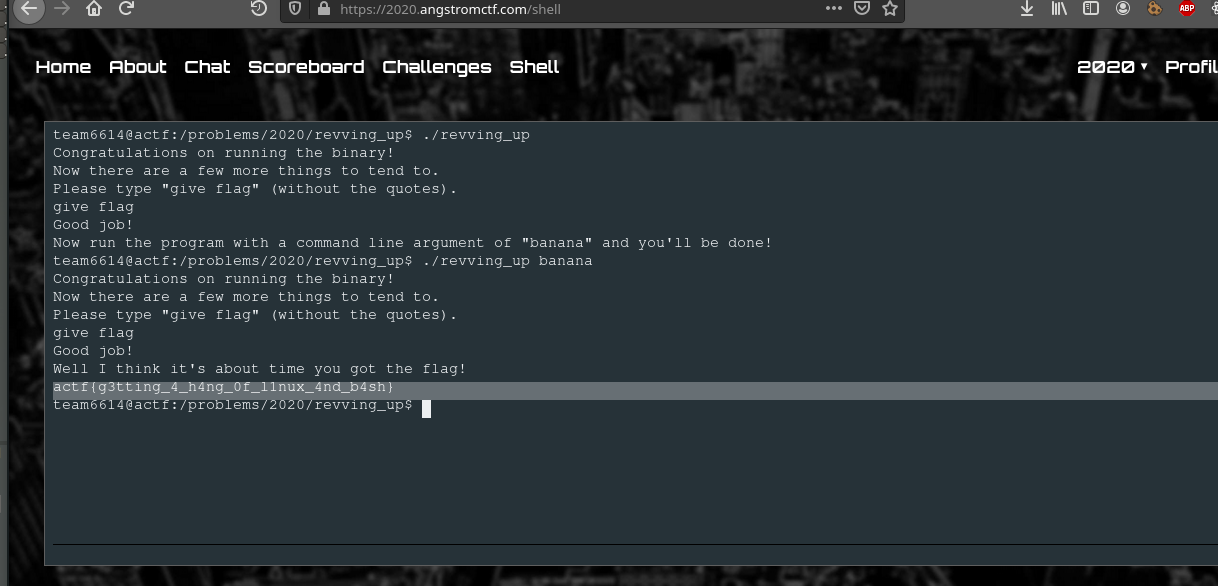 https://2020.angstromctf.com/shell
ABP
Home About Chat Scoreboard Challenges Shell 2020 ▾ Profil
team6614@actf:/problems/2020/revving_up$ ./revving_up
Congratulations on running the binary!
Now there are a few more things to tend to.
Please type "give flag" (without the quotes).
give flag
Good job!
Now run the program with a command line argument of "banana" and you'll be done!
team6614@actf:/problems/2020/revving_up$ ./revving_up banana
Congratulations on running the binary!
Now there are a few more things to tend to.
Please type "give flag" (without the quotes).
give flag
Good job!
Well I think it's about time you got the flag!
actf{g3tting_4_h4ng_0f_l1nux_4nd_b4sh}
team6614@actf:/problems/2020/revving_up$